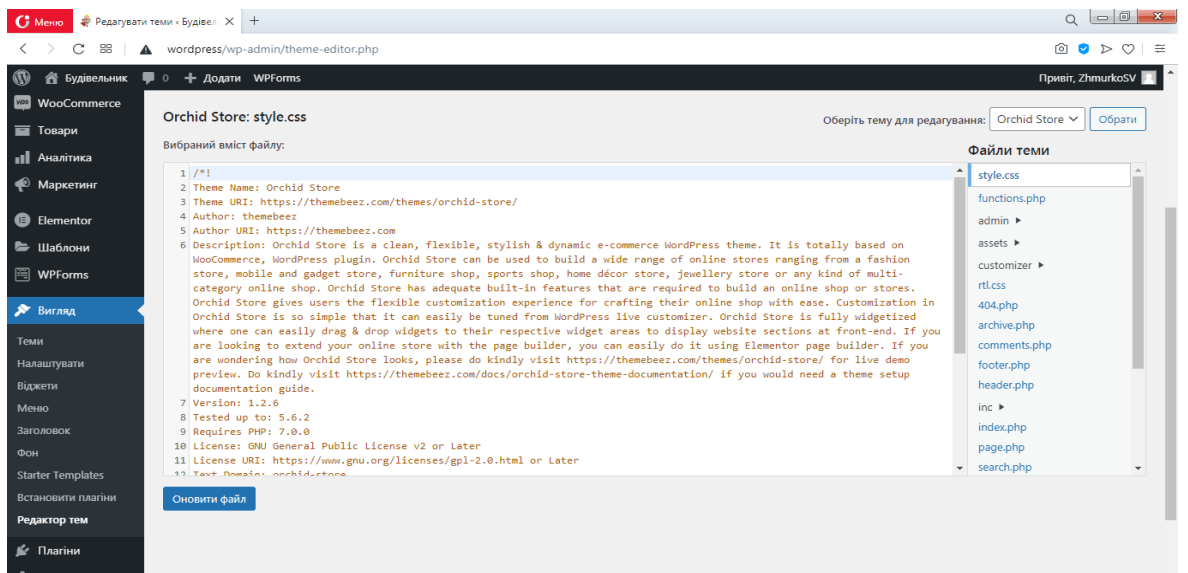 Меню
Редагувати теми ‹ Будівел
wordpress/wp-admin/theme-editor.php
Будівельник 0 Додати WPForms
Привіт, ZhmurkoSV
WooCommerce
Товари
Аналітика
Маркетинг
Elementor
Шаблони
WPForms
Вигляд
Теми
Налаштувати
Віджети
Меню
Заголовок
Фон
Starter Templates
Встановити плагіни
Редактор тем
Плагіни
Orchid Store: style.css
Оберіть тему для редагування: Orchid Store Обрати
Вибраний вміст файлу:
1 /*!
2 Theme Name: Orchid Store
3 Theme URI: https://themebeez.com/themes/orchid-store/
4 Author: themebeez
5 Author URI: https://themebeez.com
6 Description: Orchid Store is a clean, flexible, stylish & dynamic e-commerce WordPress theme. It is totally based on
WooCommerce, WordPress plugin. Orchid Store can be used to build a wide range of online stores ranging from a fashion
store, mobile and gadget store, furniture shop, sports shop, home décor store, jewellery store or any kind of multi-
category online shop. Orchid Store has adequate built-in features that are required to build an online shop or stores.
Orchid Store gives users the flexible customization experience for crafting their online shop with ease. Customization in
Orchid Store is so simple that it can easily be tuned from WordPress live customizer. Orchid Store is fully widgetized
where one can easily drag & drop widgets to their respective widget areas to display website sections at front-end. If you
are looking to extend your online store with the page builder, you can easily do it using Elementor page builder. If you
are wondering how Orchid Store looks, please do kindly visit https://themebeez.com/themes/orchid-store/ for live demo
preview. Do kindly visit https://themebeez.com/docs/orchid-store-theme-documentation/ if you would need a theme setup
documentation guide.
7 Version: 1.2.6
8 Tested up to: 5.6.2
9 Requires PHP: 7.0.0
10 License: GNU General Public License v2 or Later
11 License URI: https://www.gnu.org/licenses/gpl-2.0.html or Later
12 Text Domain: orchid-store
Оновити файл
Файли теми
style.css
functions.php
admin
assets
customizer
rtl.css
404.php
archive.php
comments.php
footer.php
header.php
inc
index.php
page.php
search.php